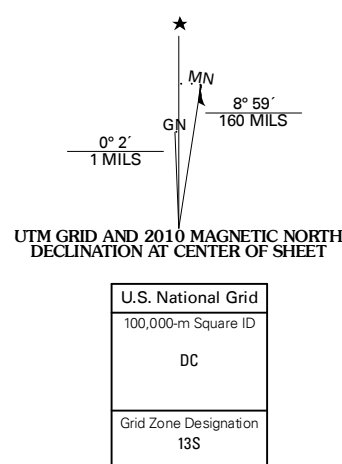 MN
8° 59´
160 MILS
GN
0° 2´
1 MILS
UTM GRID AND 2010 MAGNETIC NORTH
DECLINATION AT CENTER OF SHEET
U.S. National Grid
100,000-m Square ID
DC
Grid Zone Designation
13S